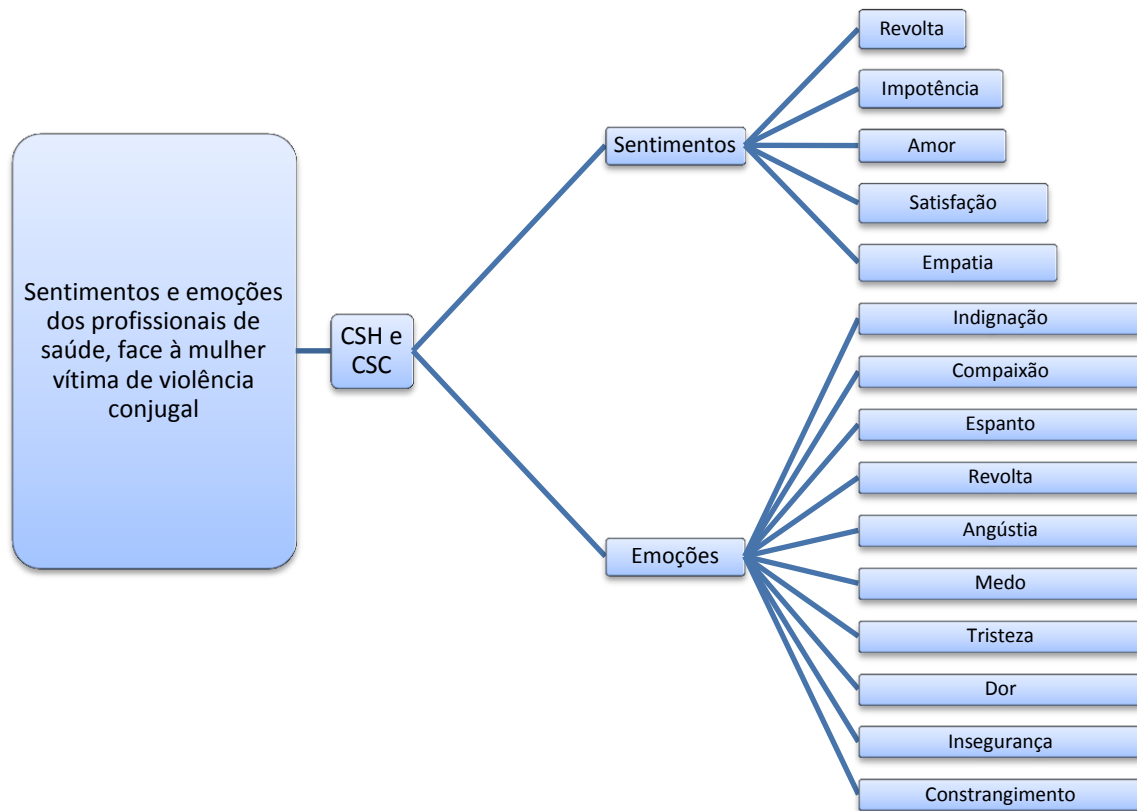 Sentimentos e emoções
dos profissionais de
saúde, face à mulher
vítima de violência
conjugal
CSH e
CSC
Sentimentos
Revolta
Impotência
Amor
Satisfação
Empatia
Emoções
Indignação
Compaixão
Espanto
Revolta
Angústia
Medo
Tristeza
Dor
Insegurança
Constrangimento